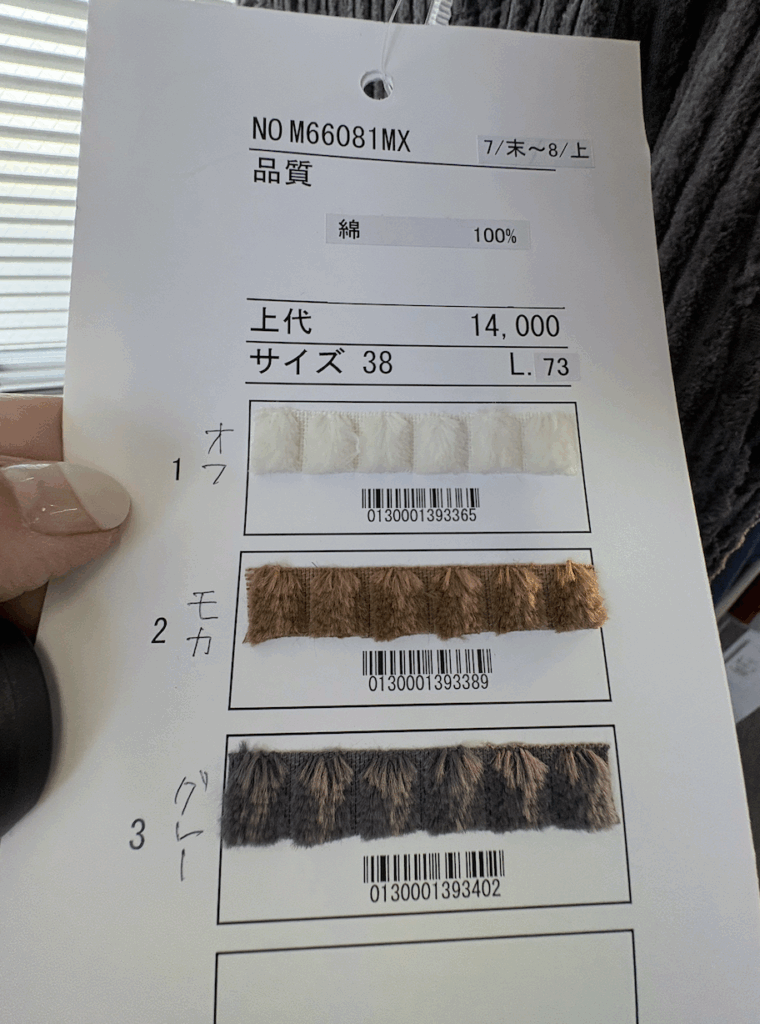 NO M66081MX 7/末〜8/上
品質
綿 100%
上代 14,000
サイズ 38 L. 73
1 オフ
0130001393365
2 モカ
0130001393389
3 グレー
0130001393402